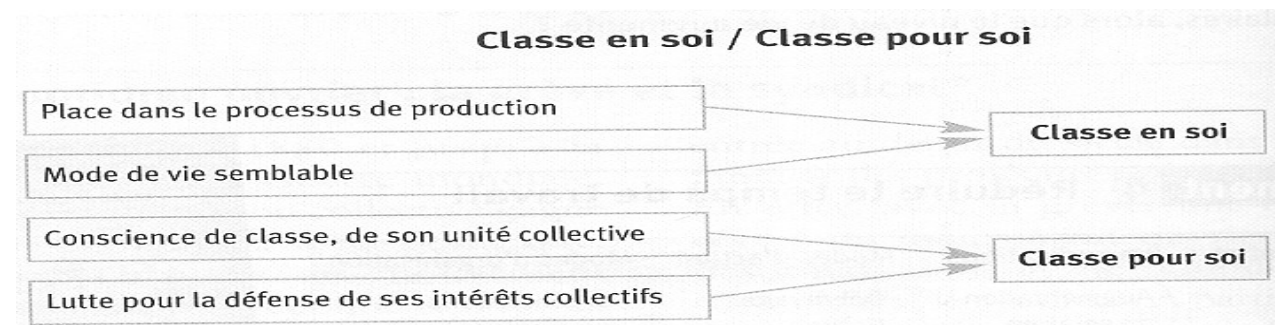 Classe en soi / Classe pour soi
Place dans le processus de production
Classe en soi
Mode de vie semblable
Conscience de classe, de son unité collective
Classe pour soi
Lutte pour la défense de ses intérêts collectifs